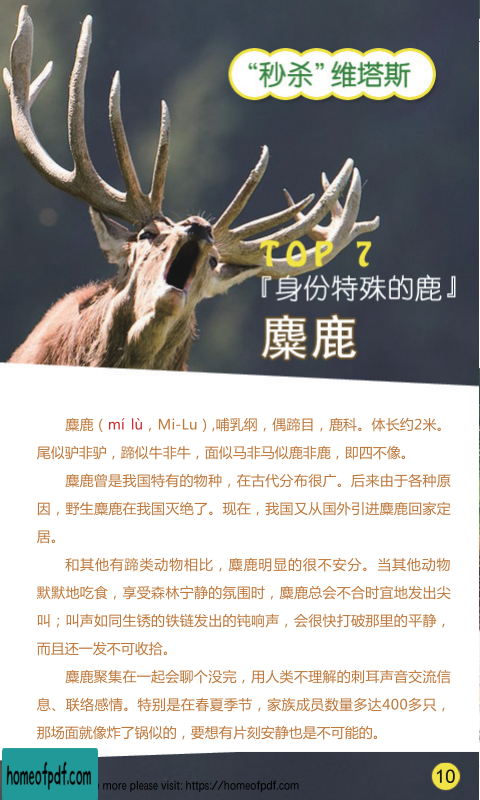 “秒杀”维塔斯
TOP 7
『身份特殊的鹿』
麋鹿
麋鹿（mí lù，Mi-Lu）,哺乳纲，偶蹄目，鹿科。体长约2米。
尾似驴非驴，蹄似牛非牛，面似马非马似鹿非鹿，即四不像。
麋鹿曾是我国特有的物种，在古代分布很广。后来由于各种原
因，野生麋鹿在我国灭绝了。现在，我国又从国外引进麋鹿回家定
居。
和其他有蹄类动物相比，麋鹿明显的很不安分。当其他动物
默默地吃食，享受森林宁静的氛围时，麋鹿总会不合时宜地发出尖
叫；叫声如同生锈的铁链发出的钝响声，会很快打破那里的平静，
而且还一发不可收拾。
麋鹿聚集在一起会聊个没完，用人类不理解的刺耳声音交流信
息、联络感情。特别是在春夏季节，家族成员数量多达400多只，
那场面就像炸了锅似的，要想有片刻安静也是不可能的。
homeofpdf.com
more please visit: https://homeofpdf.com
10